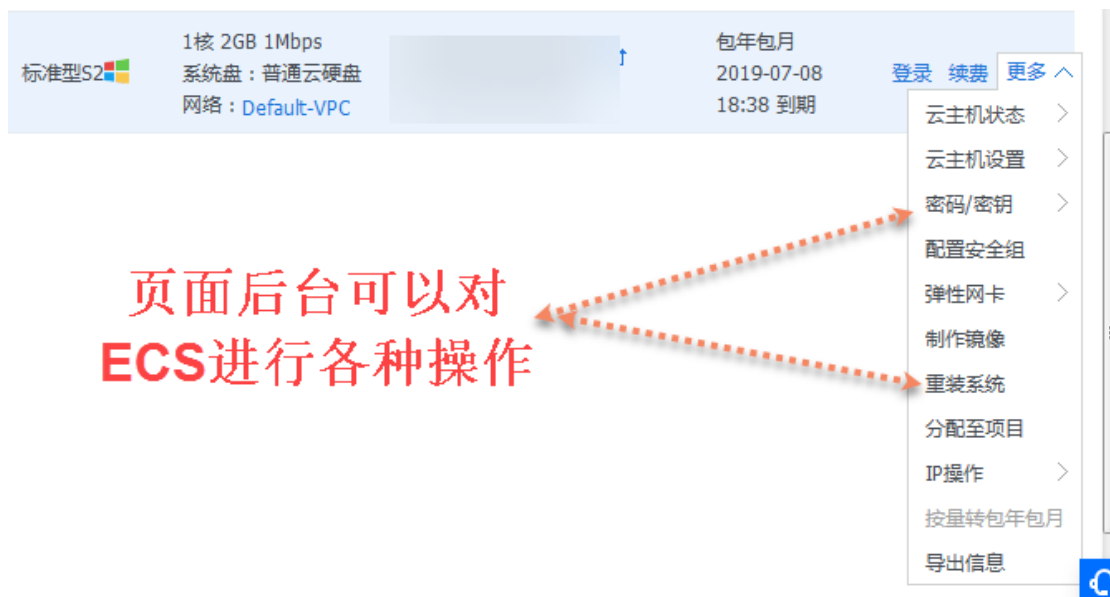 标准型S2
1核 2GB 1Mbps
系统盘：普通云硬盘
网络：Default-VPC
包年包月
2019-07-08
18:38 到期
登录 续费 更多
云主机状态
云主机设置
密码/密钥
配置安全组
弹性网卡
制作镜像
重装系统
分配至项目
IP操作
按量转包年包月
导出信息
页面后台可以对
ECS进行各种操作